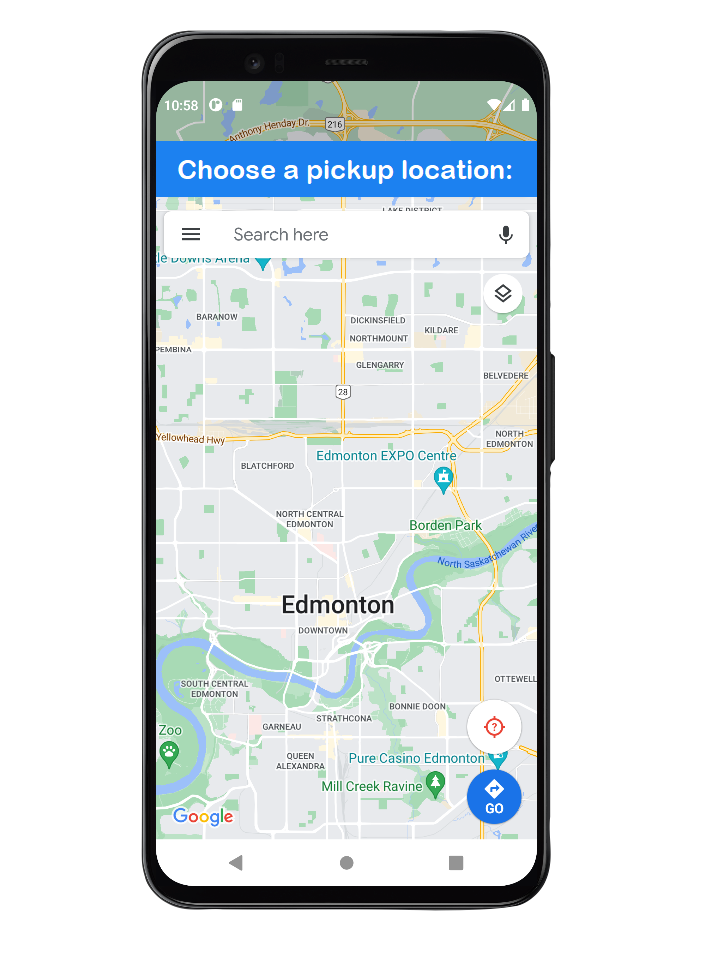 10:58
Anthony Henday Dr.
216
Choose a pickup location:
Search here
le Downs Arena
BARANOW
DICKINSFIELD
NORTHMOUNT
KILDARE
PEMBINA
GLENGARRY
BELVEDERE
28
Yellowhead Hwy
NORTH
EDMONTON
Edmonton EXPO Centre
BLATCHFORD
NORTH CENTRAL
EDMONTON
Borden Park
North Saskatchewan River
Edmonton
DOWNTOWN
SOUTH CENTRAL
EDMONTON
OTTEWELL
BONNIE DOON
STRATHCONA
GARNEAU
Zoo
?
QUEEN
ALEXANDRA
Pure Casino Edmonton
Mill Creek Ravine
GO
Google